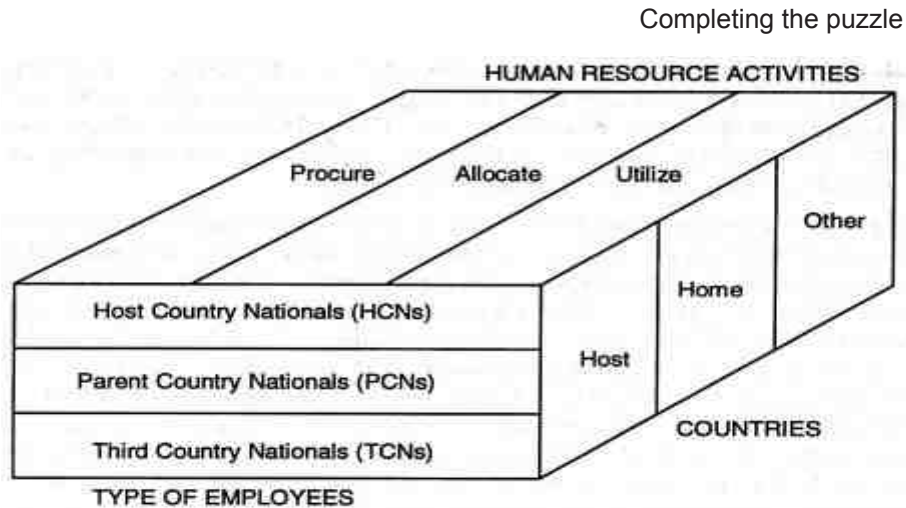 Completing the puzzle
HUMAN RESOURCE ACTIVITIES
Procure
Allocate
Utilize
Other
Home
Host
Host Country Nationals (HCNs)
Parent Country Nationals (PCNs)
Third Country Nationals (TCNs)
COUNTRIES
TYPE OF EMPLOYEES